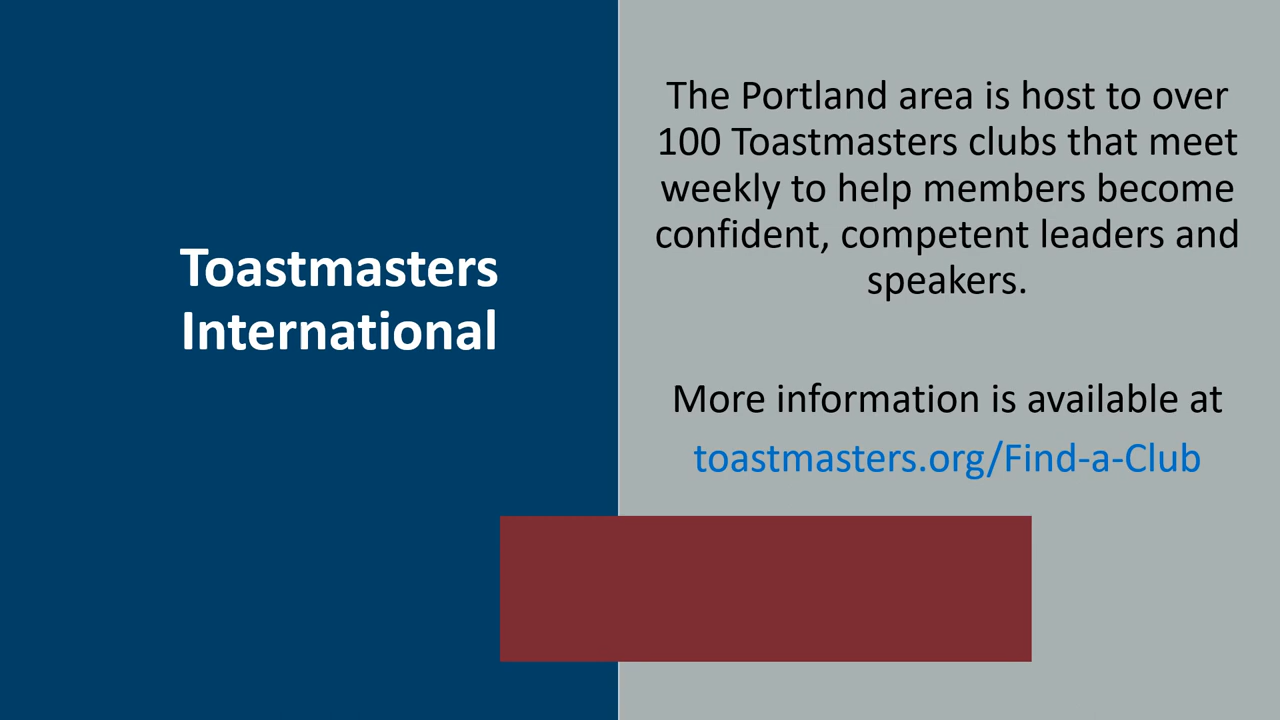 Toastmasters
International
The Portland area is host to over
100 Toastmasters clubs that meet
weekly to help members become
confident, competent leaders and
speakers.
More information is available at
toastmasters.org/Find-a-Club